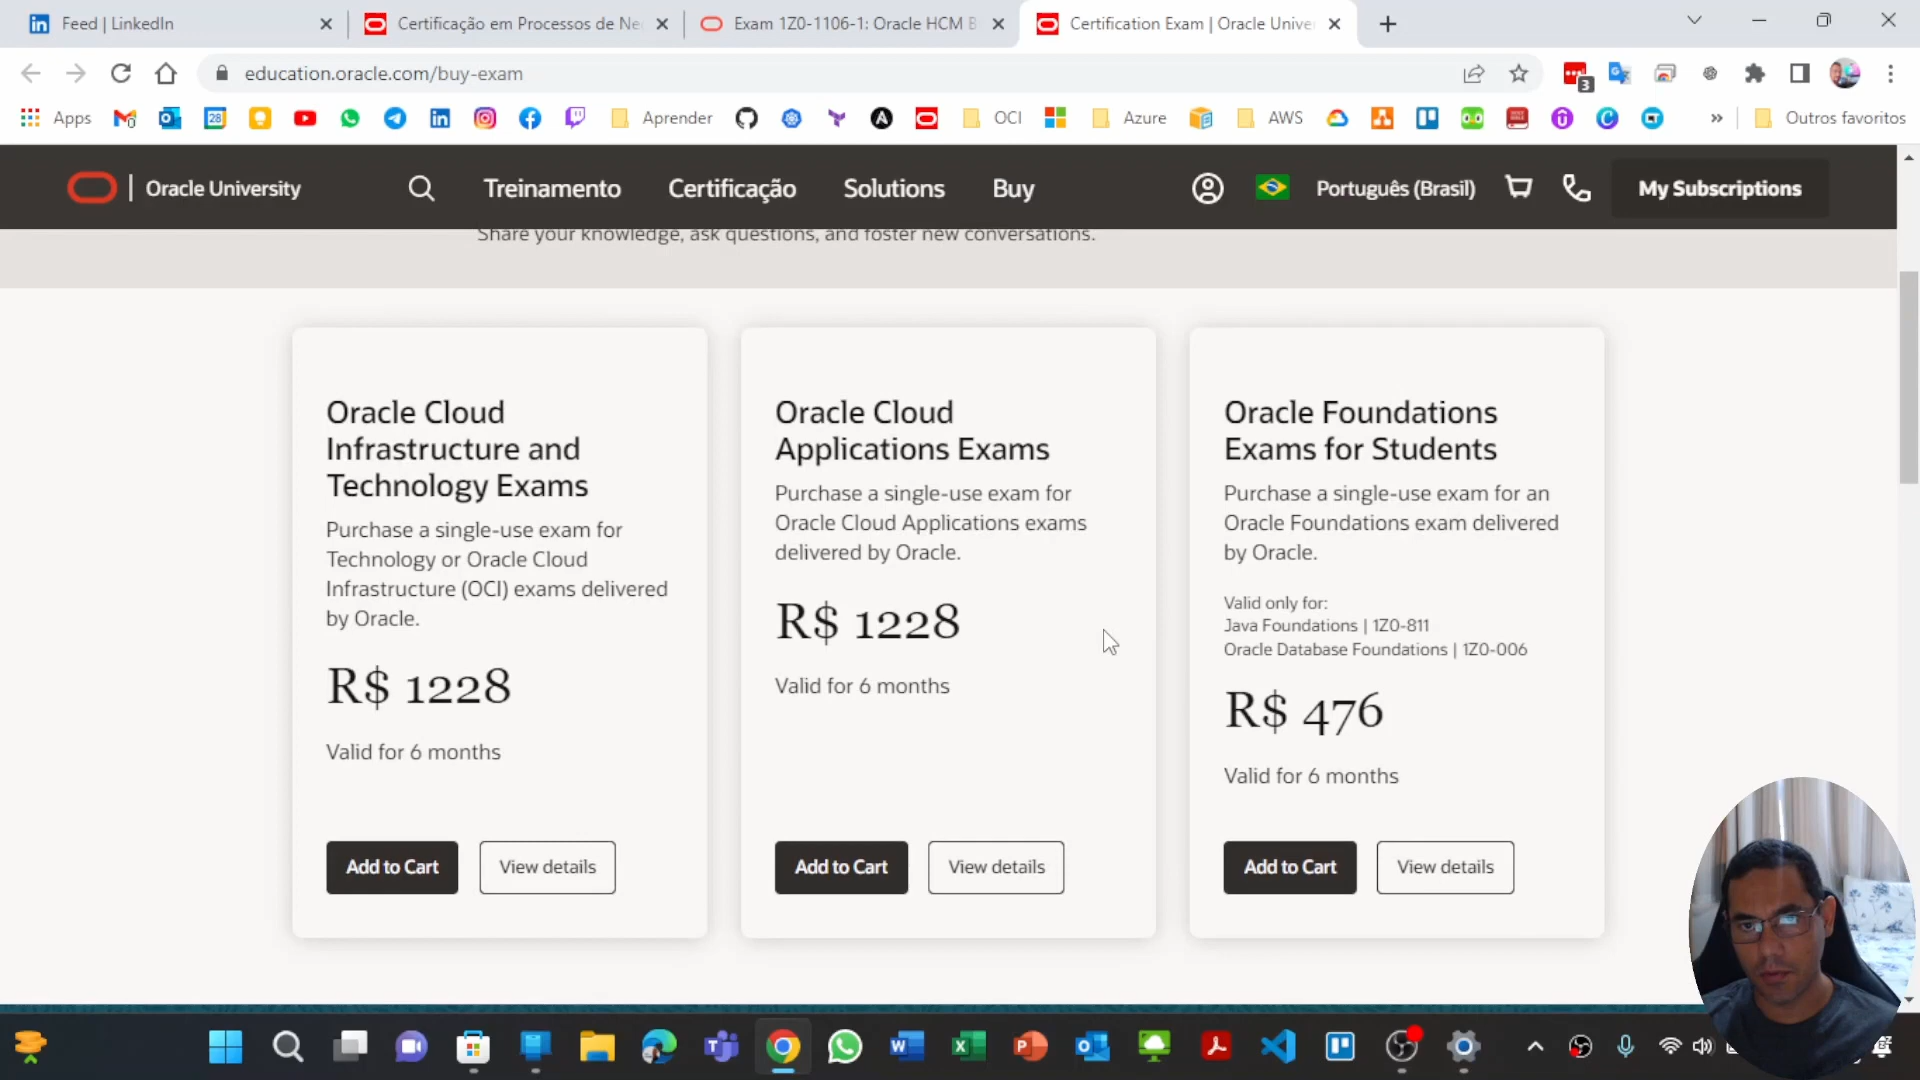 Feed | LinkedIn
Certificação em Processos de Ne
Exam 1Z0-1106-1: Oracle HCM B
Certification Exam | Oracle Unive
education.oracle.com/buy-exam
3
Apps
28
Aprender
OCI
Azure
AWS
Outros favoritos
Oracle University
Treinamento
Certificação
Solutions
Buy
Português (Brasil)
My Subscriptions
Share your knowledge, ask questions, and foster new conversations.
Oracle Cloud
Infrastructure and
Technology Exams
Purchase a single-use exam for
Technology or Oracle Cloud
Infrastructure (OCI) exams delivered
by Oracle.
R$ 1228
Valid for 6 months
Add to Cart
View details
Oracle Cloud
Applications Exams
Purchase a single-use exam for
Oracle Cloud Applications exams
delivered by Oracle.
R$ 1228
Valid for 6 months
Add to Cart
View details
Oracle Foundations
Exams for Students
Purchase a single-use exam for an
Oracle Foundations exam delivered
by Oracle.
Valid only for:
Java Foundations | 1Z0-811
Oracle Database Foundations | 1Z0-006
R$ 476
Valid for 6 months
Add to Cart
View details